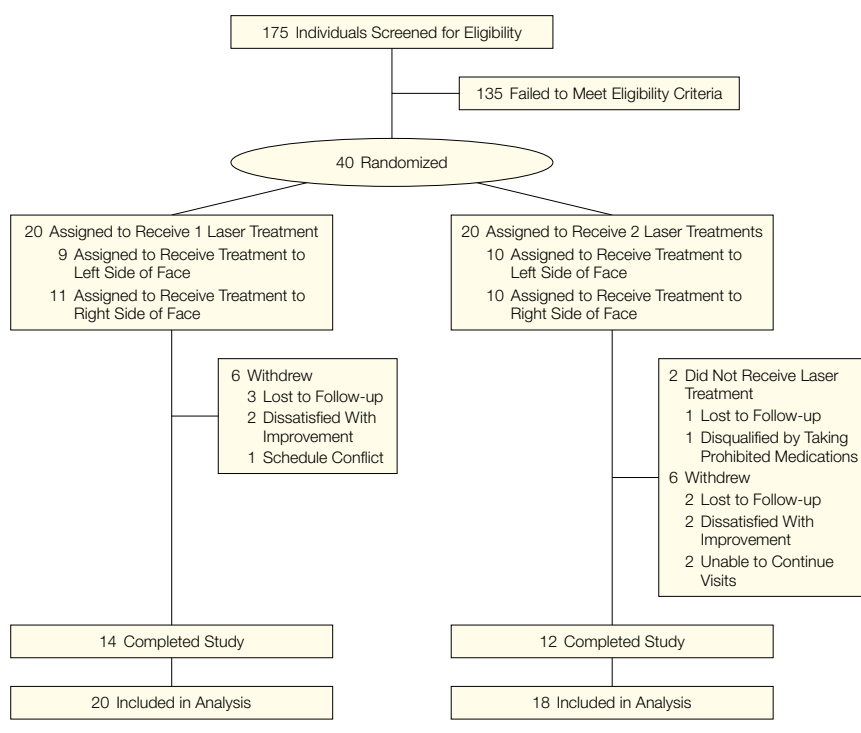 175 Individuals Screened for Eligibility
135 Failed to Meet Eligibility Criteria
40 Randomized
20 Assigned to Receive 1 Laser Treatment
9 Assigned to Receive Treatment to
Left Side of Face
11 Assigned to Receive Treatment to
Right Side of Face
20 Assigned to Receive 2 Laser Treatments
10 Assigned to Receive Treatment to
Left Side of Face
10 Assigned to Receive Treatment to
Right Side of Face
6 Withdrew
3 Lost to Follow-up
2 Dissatisfied With
Improvement
1 Schedule Conflict
2 Did Not Receive Laser
Treatment
1 Lost to Follow-up
1 Disqualified by Taking
Prohibited Medications
6 Withdrew
2 Lost to Follow-up
2 Dissatisfied With
Improvement
2 Unable to Continue
Visits
14 Completed Study
12 Completed Study
20 Included in Analysis
18 Included in Analysis